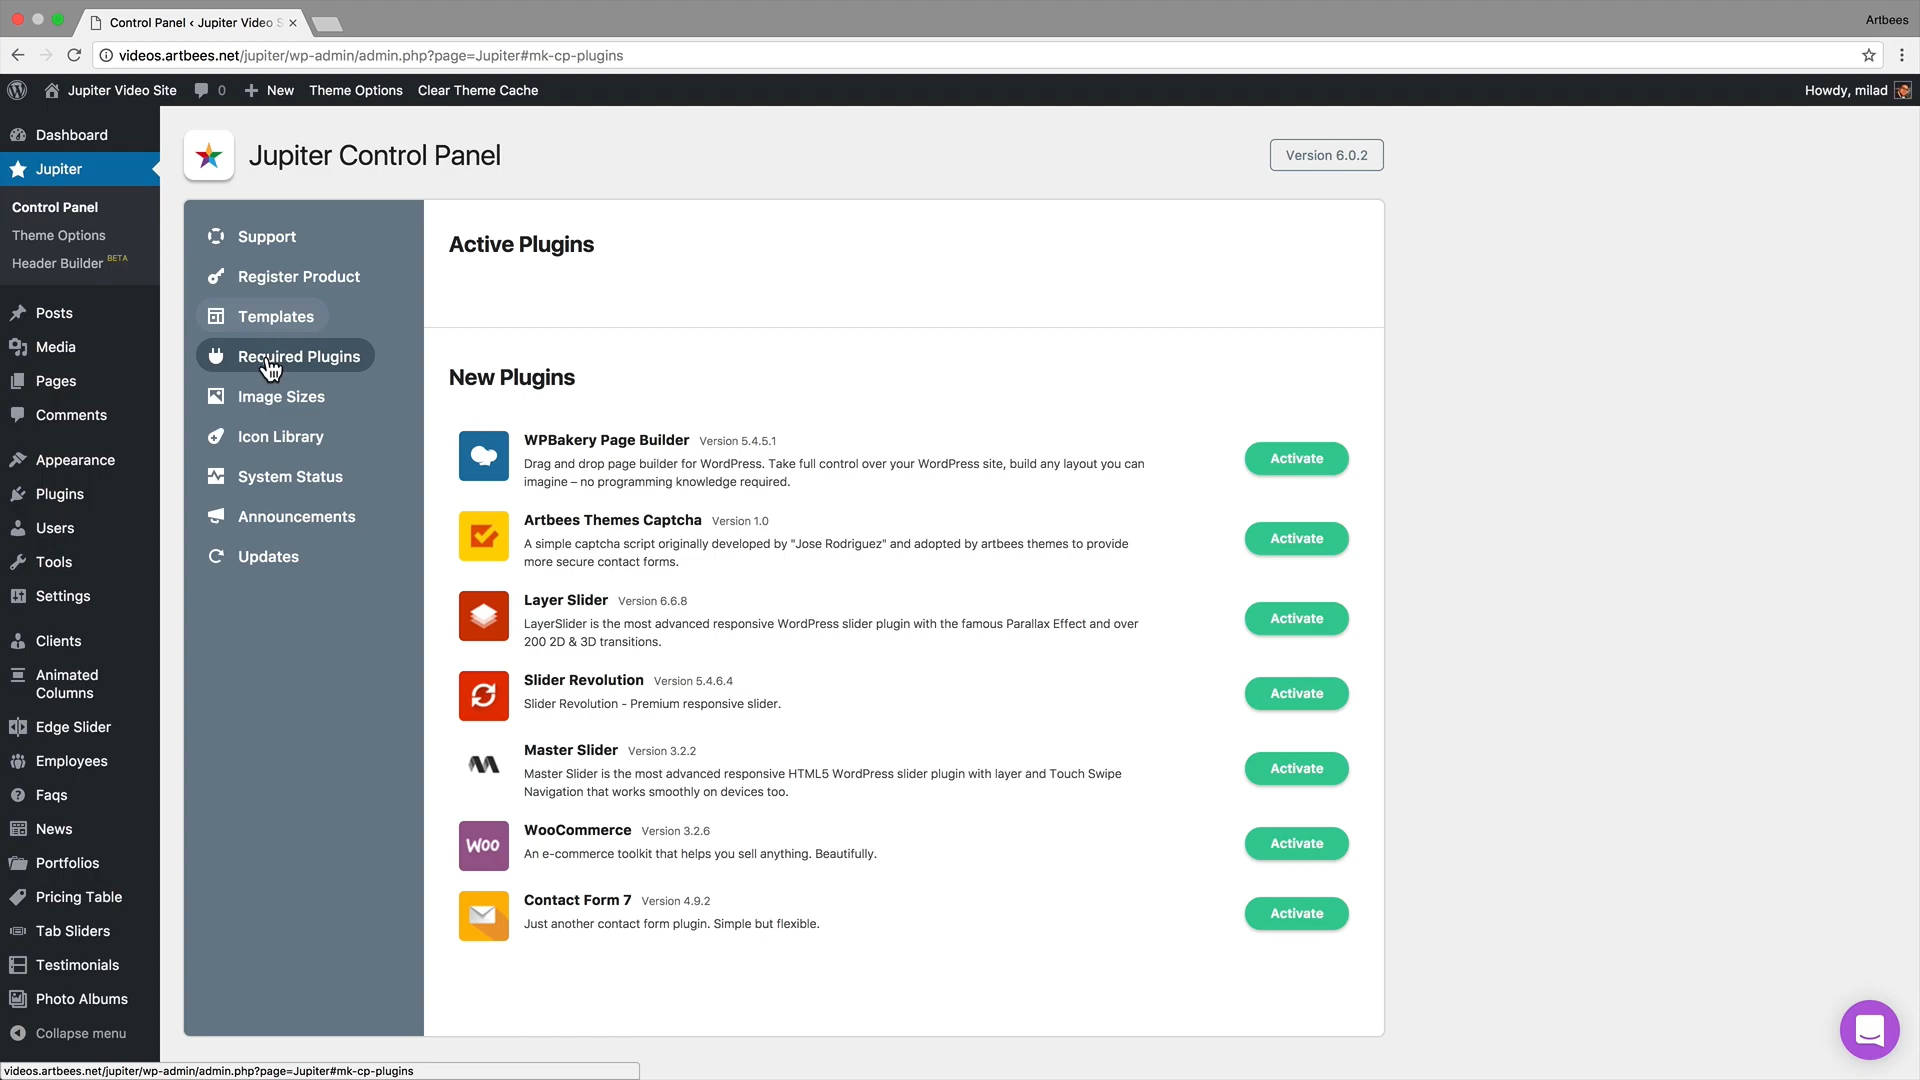 Control Panel ‹ Jupiter Video S
Artbees
videos.artbees.net/jupiter/wp-admin/admin.php?page=Jupiter#mk-cp-plugins
Jupiter Video Site
0
New
Theme Options
Clear Theme Cache
Howdy, milad
Dashboard
Jupiter
Control Panel
Theme Options
Header Builder BETA
Posts
Media
Pages
Comments
Appearance
Plugins
Users
Tools
Settings
Clients
Animated
Columns
Edge Slider
Employees
Faqs
News
Portfolios
Pricing Table
Tab Sliders
Testimonials
Photo Albums
Collapse menu
Jupiter Control Panel
Version 6.0.2
Support
Register Product
Templates
Required Plugins
Image Sizes
Icon Library
System Status
Announcements
Updates
Active Plugins
New Plugins
WPBakery Page Builder Version 5.4.5.1
Drag and drop page builder for WordPress. Take full control over your WordPress site, build any layout you can
imagine – no programming knowledge required.
Activate
Artbees Themes Captcha Version 1.0
A simple captcha script originally developed by "Jose Rodriguez" and adopted by artbees themes to provide
more secure contact forms.
Activate
Layer Slider Version 6.6.8
LayerSlider is the most advanced responsive WordPress slider plugin with the famous Parallax Effect and over
200 2D & 3D transitions.
Activate
Slider Revolution Version 5.4.6.4
Slider Revolution - Premium responsive slider.
Activate
Master Slider Version 3.2.2
Master Slider is the most advanced responsive HTML5 WordPress slider plugin with layer and Touch Swipe
Navigation that works smoothly on devices too.
Activate
WOO
WooCommerce Version 3.2.6
An e-commerce toolkit that helps you sell anything. Beautifully.
Activate
Contact Form 7 Version 4.9.2
Just another contact form plugin. Simple but flexible.
Activate
videos.artbees.net/jupiter/wp-admin/admin.php?page=Jupiter#mk-cp-plugins